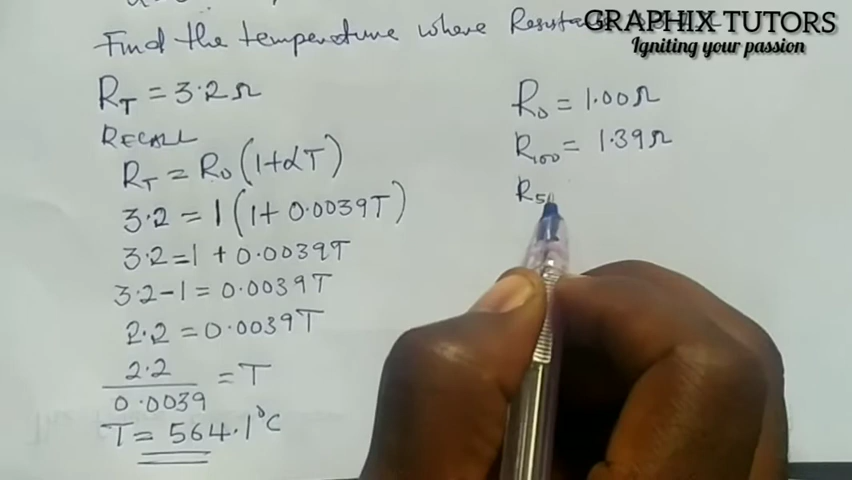 Find the temperature where Resista
GRAPHIX TUTORS
Igniting your passion
R_T = 3.2Ω
RECALL
R_T = R_0 (1+αT)
3.2 = 1 (1+ 0.0039T)
3.2 = 1 + 0.0039T
3.2 - 1 = 0.0039T
2.2 = 0.0039T
2.2
0.0039
= T
T = 564.1°C
R_0 = 1.00Ω
R_100 = 1.39Ω
R_5